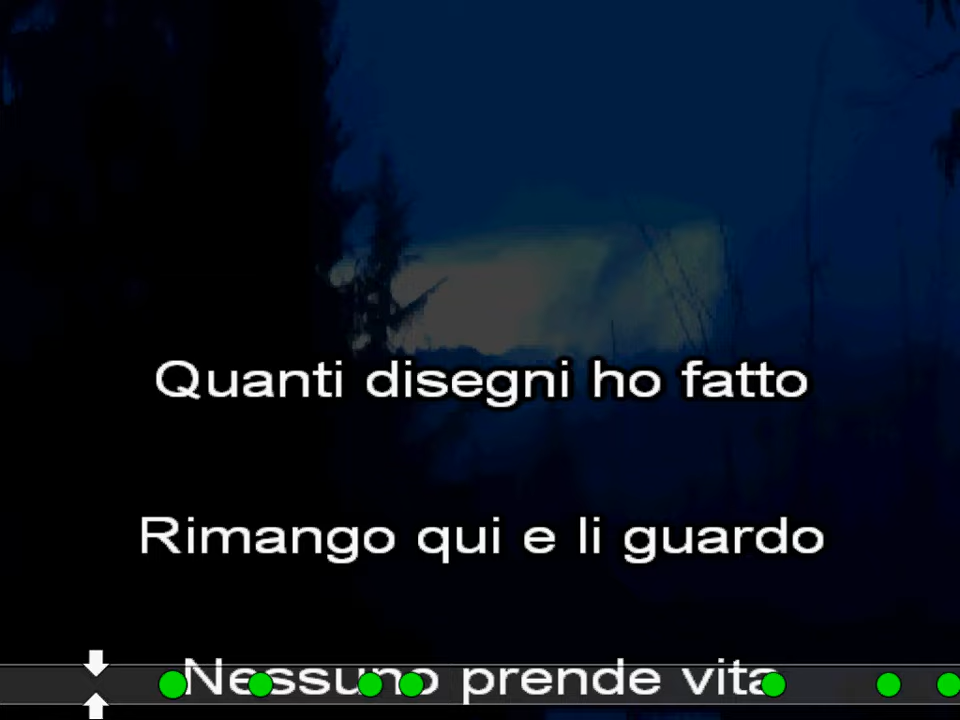 Quanti disegni ho fatto
Rimango qui e li guardo
Nessuno prende vita